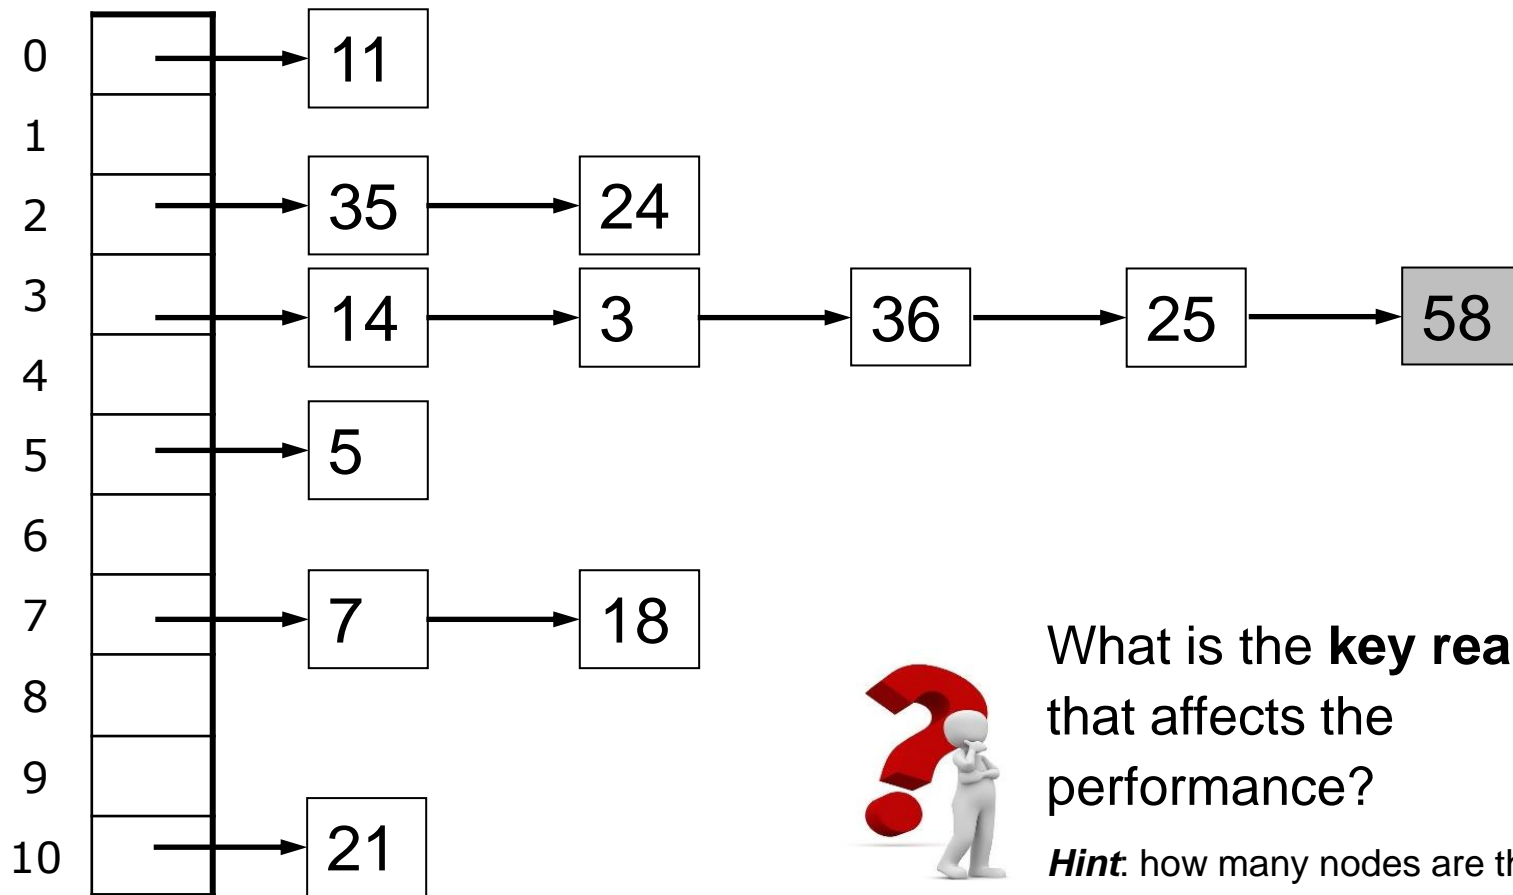 0 11
1
2 35 24
3 14 3 36 25 58
4
5 5
6
7 7 18
8
9
10 21
What is the key rea
that affects the
performance?
Hint: how many nodes are th